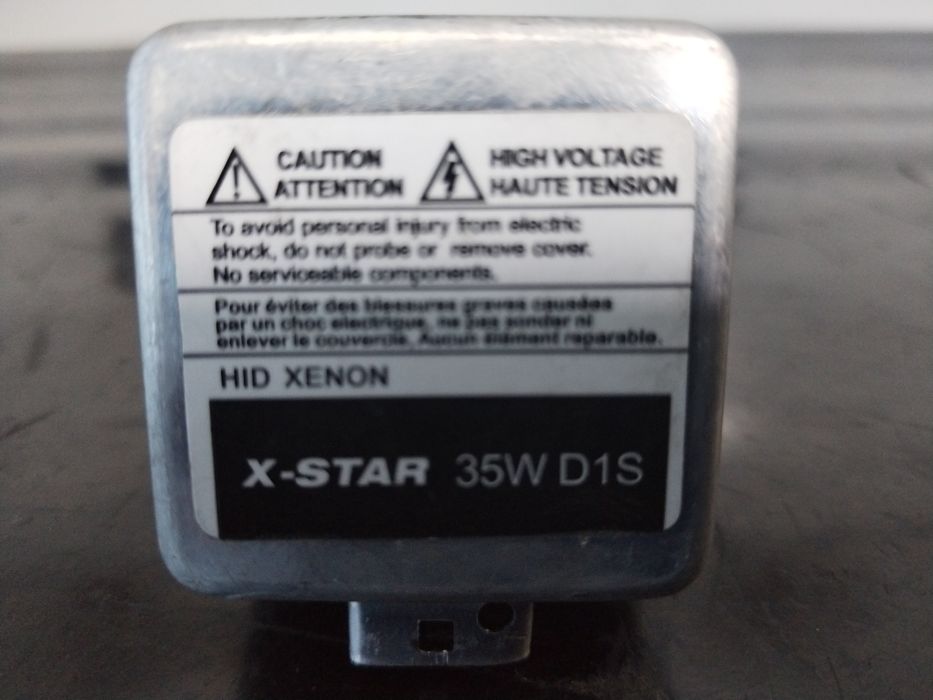 CAUTION
ATTENTION
HIGH VOLTAGE
HAUTE TENSION
To avoid personal injury from electric
shock, do not probe or remove cover.
No serviceable components.
Pour éviter des blessures graves causées
par un choc electrique, ne pas sonder ni
enlever le couvercle. Aucun élément reparable.
HID XENON
X-STAR 35W D1S